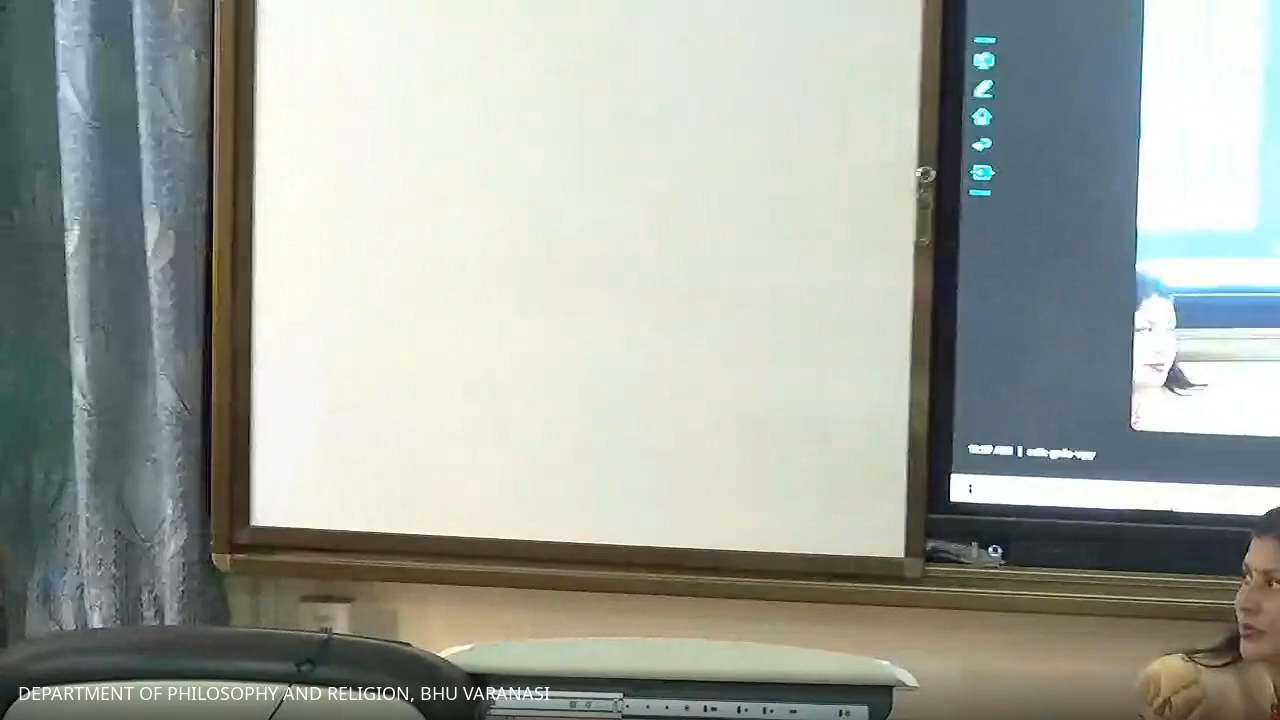 DEPARTMENT OF PHILOSOPHY AND RELIGION, BHU VARANASI